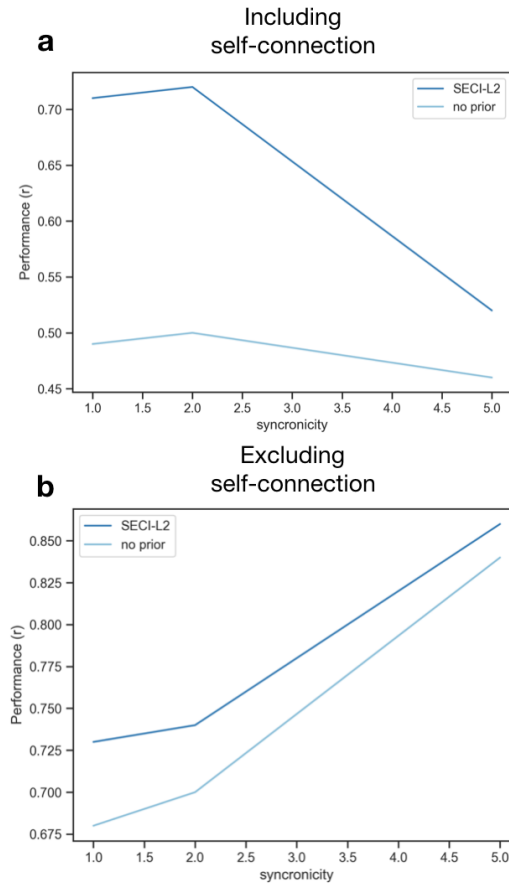 Including
self-connection
a
SECI-L2
no prior
0.70
0.65
0.60
0.55
0.50
0.45
Performance (r)
1.0 1.5 2.0 2.5 3.0 3.5 4.0 4.5 5.0
syncronicity
Excluding
self-connection
b
SECI-L2
no prior
0.850
0.825
0.800
0.775
0.750
0.725
0.700
0.675
Performance (r)
1.0 1.5 2.0 2.5 3.0 3.5 4.0 4.5 5.0
syncronicity